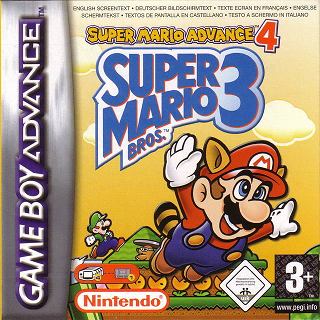 ENGLISH SCREENTEXT • DEUTSCHER BILDSCHIRMTEXT • TEXTE ECRAN EN FRANÇAIS • ENGELSE
SCHERMTEKST • TEXTOS DE PANTALLA EN CASTELLANO • TESTO A SCHERMO IN ITALIANO
GAME BOY ADVANCE
SUPER MARIO ADVANCE 4
SUPER
MARIO 3
BROS.™
Nintendo
3+
www.pegi.info